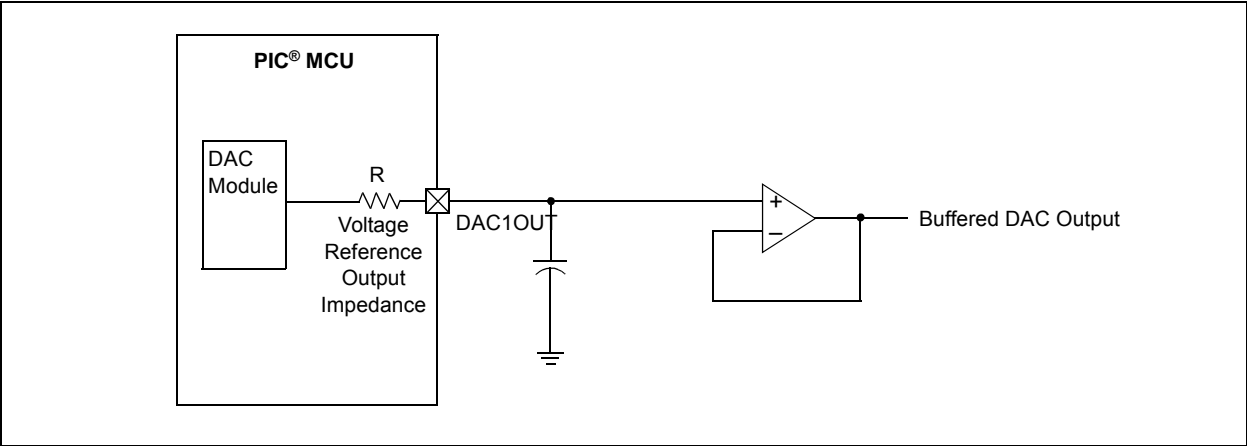 PIC® MCU
DAC
Module
R
Voltage
Reference
Output
Impedance
DAC1OUT
+
–
Buffered DAC Output